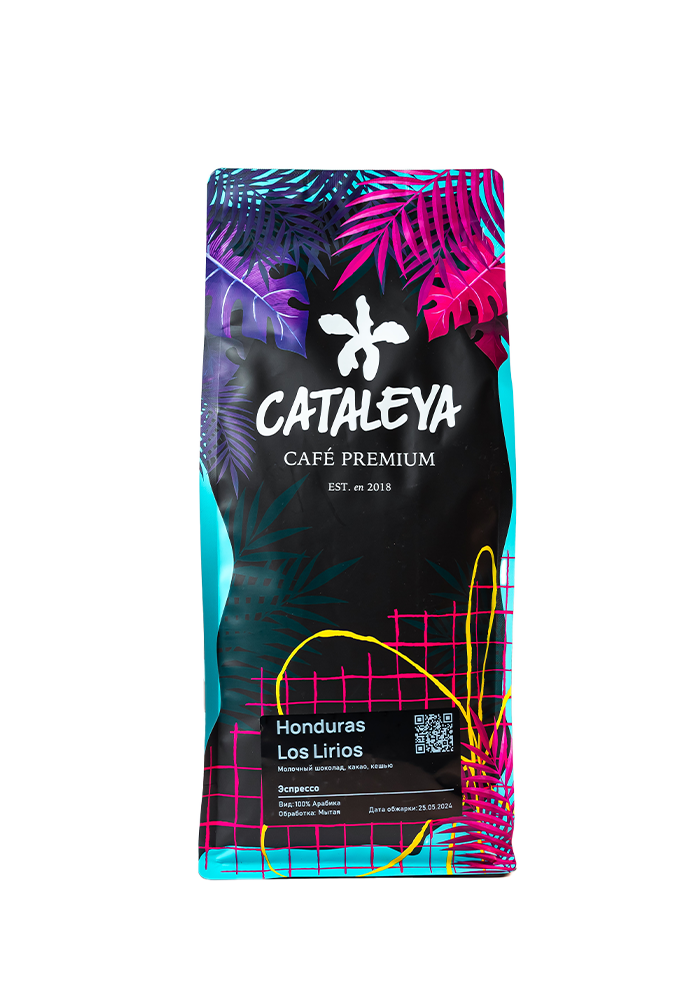 CATALEYA
CAFÉ PREMIUM
EST. en 2018
Honduras
Los Lirios
Молочный шоколад, какао, кешью
Эспрессо
Вид:100% Арабика
Обработка: Мытая
Дата обжарки:25.05.2024